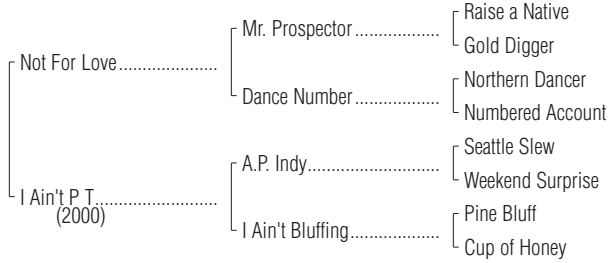 Raise a Native
Mr. Prospector...................
Gold Digger
Not For Love......................
Northern Dancer
Dance Number...................
Numbered Account
Seattle Slew
A.P. Indy...........................
Weekend Surprise
I Ain't P T...........................
(2000)
Pine Bluff
I Ain't Bluffing....................
Cup of Honey